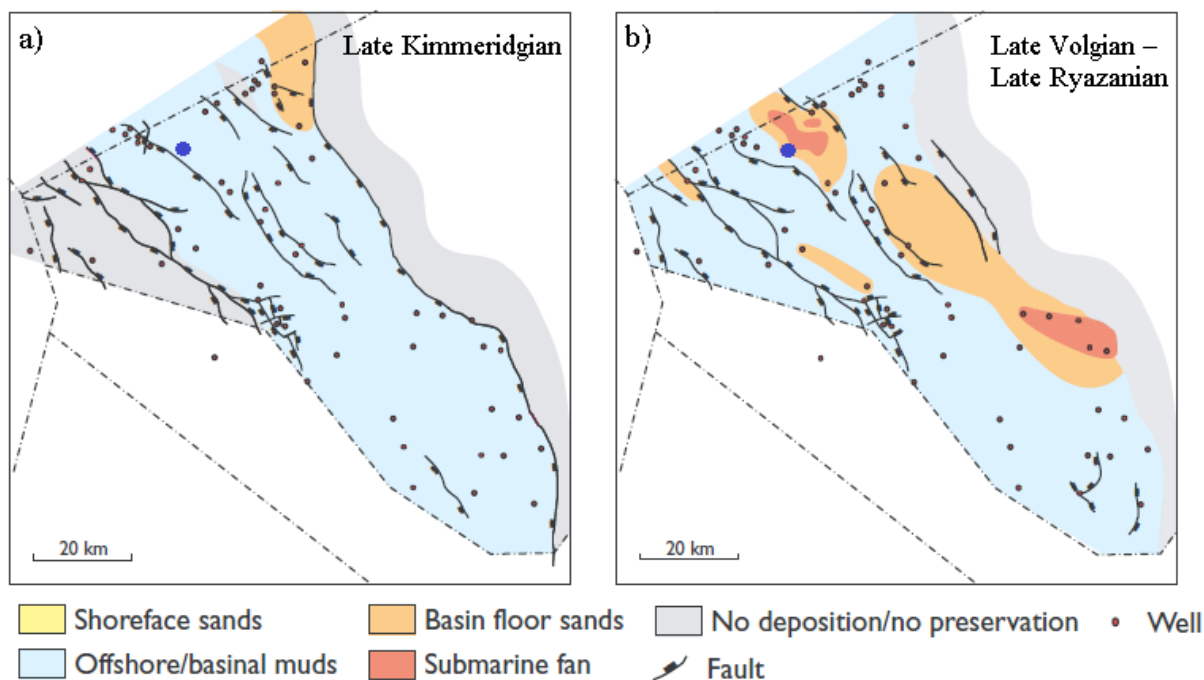 a)
Late Kimmeridgian
b)
Late Volgian –
Late Ryazanian
20 km
20 km
Shoreface sands
Basin floor sands
No deposition/no preservation
Well
Offshore/basinal muds
Submarine fan
Fault